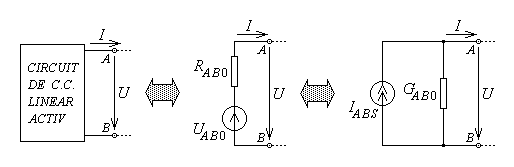 I
A
CIRCUIT
DE C.C.
LINEAR
ACTIV
U
B
I
A
R_AB0
U
U_AB0
B
I
A
I_ABS
G_AB0
U
B